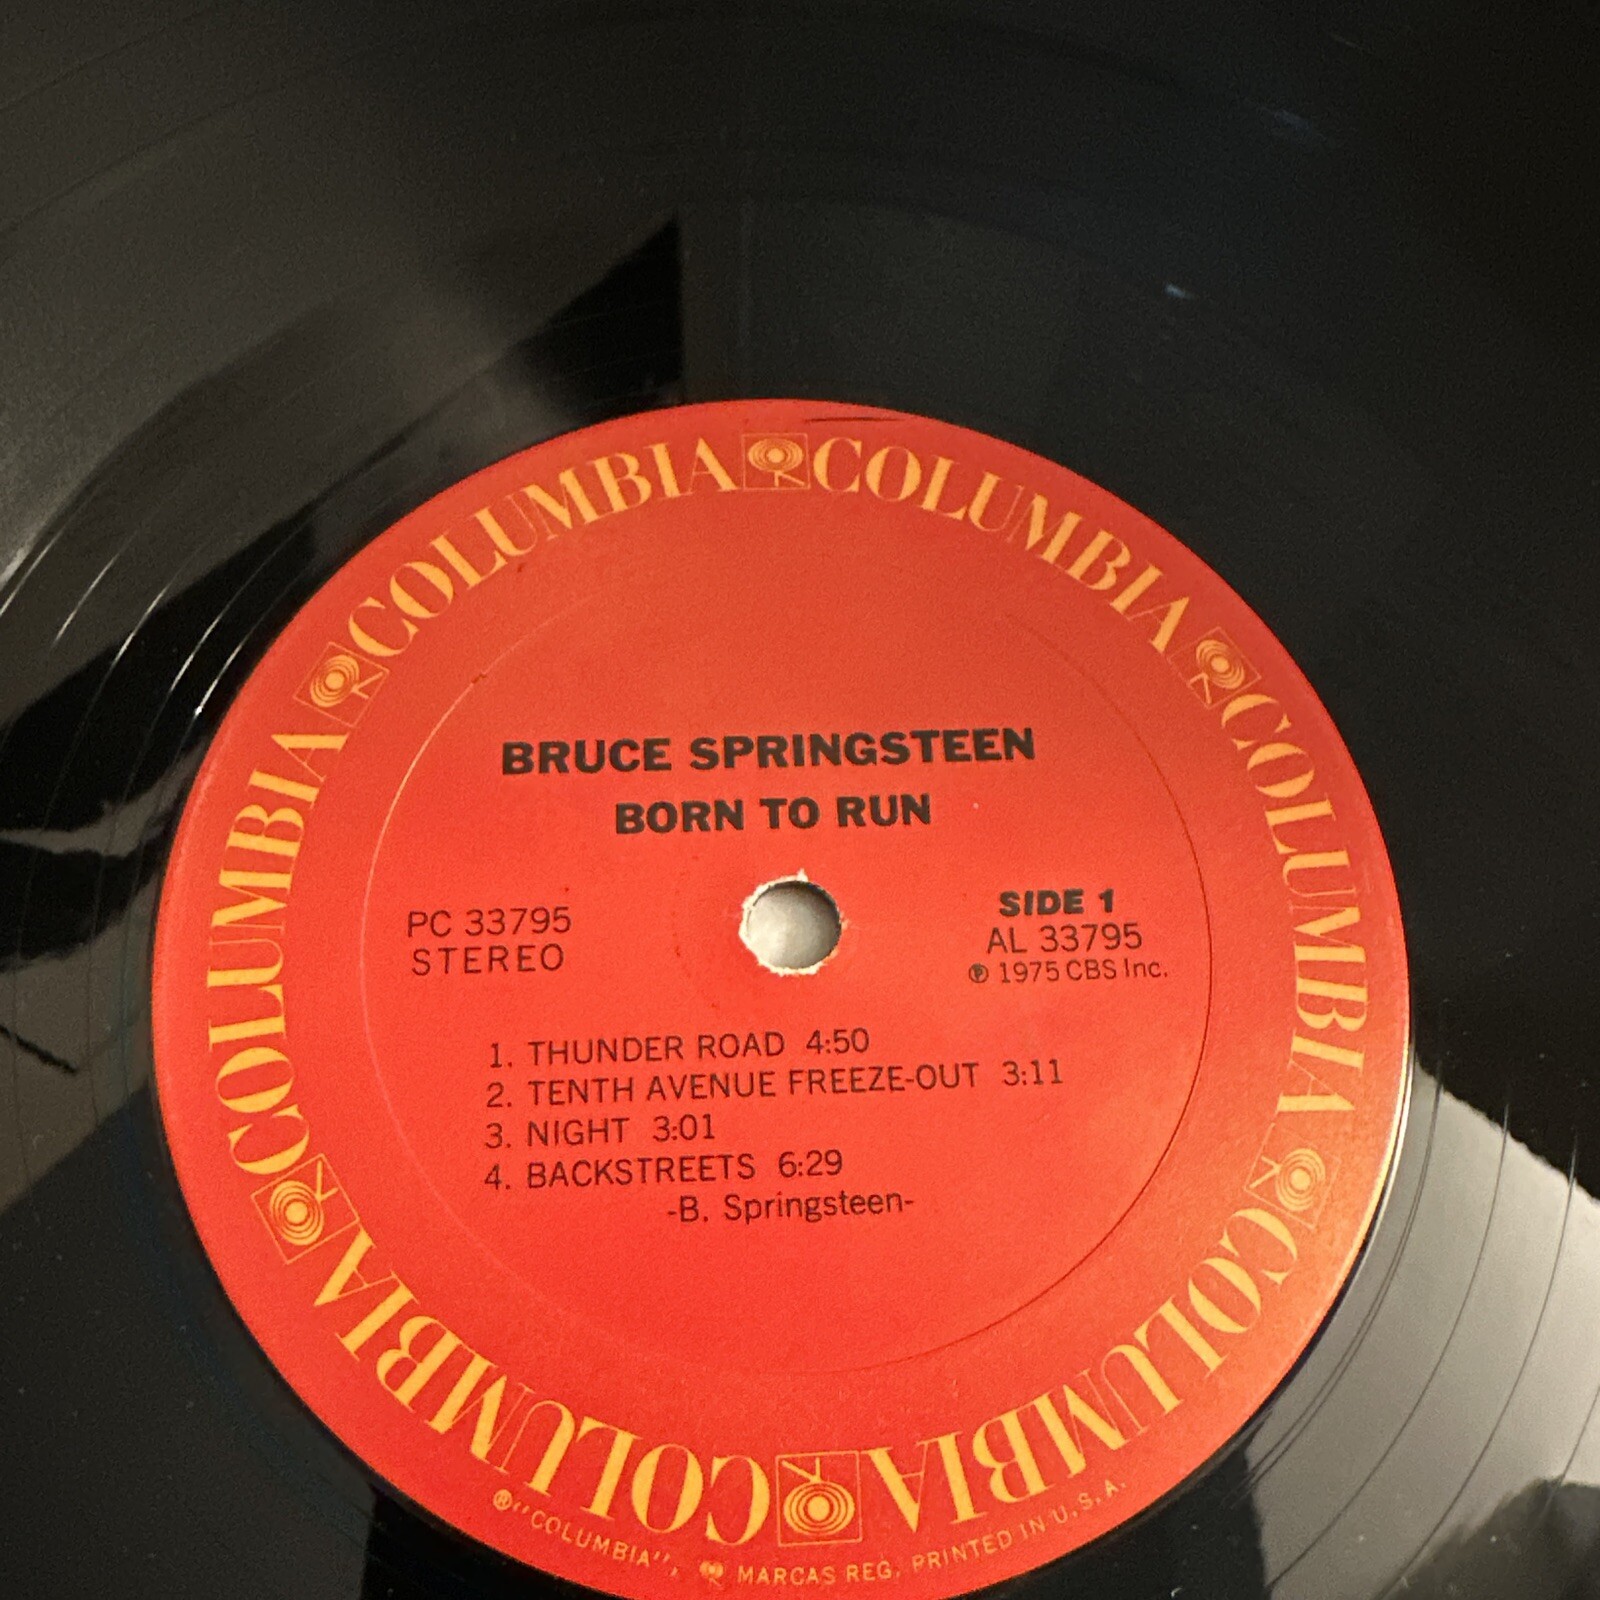 COLUMBIA COLUMBIA COLUMBIA COLUMBIA COLUMBIA COLUMBIA
BRUCE SPRINGSTEEN
BORN TO RUN
PC 33795
STEREO
SIDE 1
AL 33795
℗ 1975 CBS Inc.
1. THUNDER ROAD 4:50
2. TENTH AVENUE FREEZE-OUT 3:11
3. NIGHT 3:01
4. BACKSTREETS 6:29
-B. Springsteen-
®"COLUMBIA", MARCAS REG. PRINTED IN U.S.A.